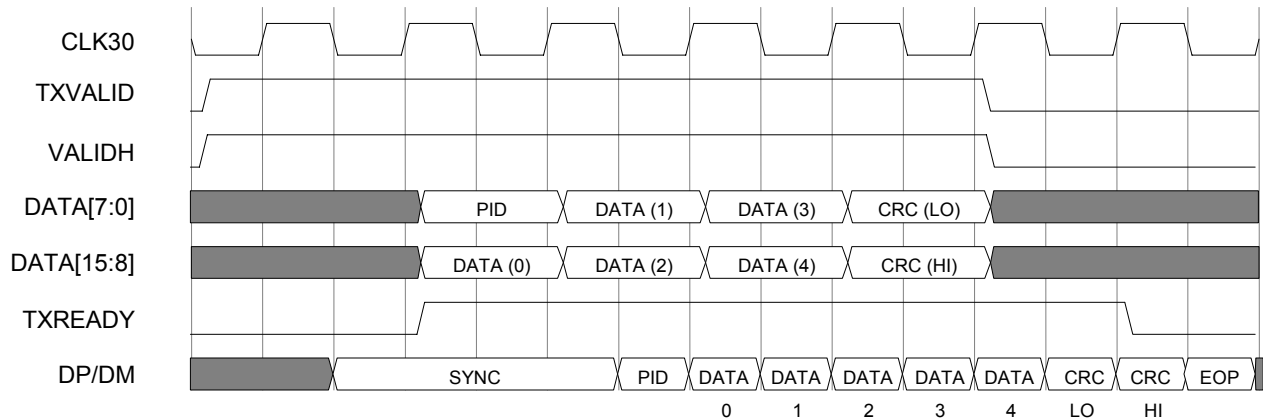 CLK30
TXVALID
VALIDH
DATA[7:0] PID DATA (1) DATA (3) CRC (LO)
DATA[15:8] DATA (0) DATA (2) DATA (4) CRC (HI)
TXREADY
DP/DM SYNC PID DATA DATA DATA DATA DATA CRC CRC EOP
0 1 2 3 4 LO HI